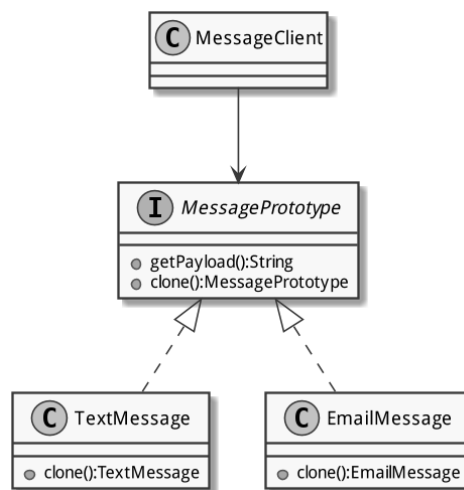 C MessageClient
I MessagePrototype
getPayload():String
clone():MessagePrototype
C TextMessage
clone():TextMessage
C EmailMessage
clone():EmailMessage